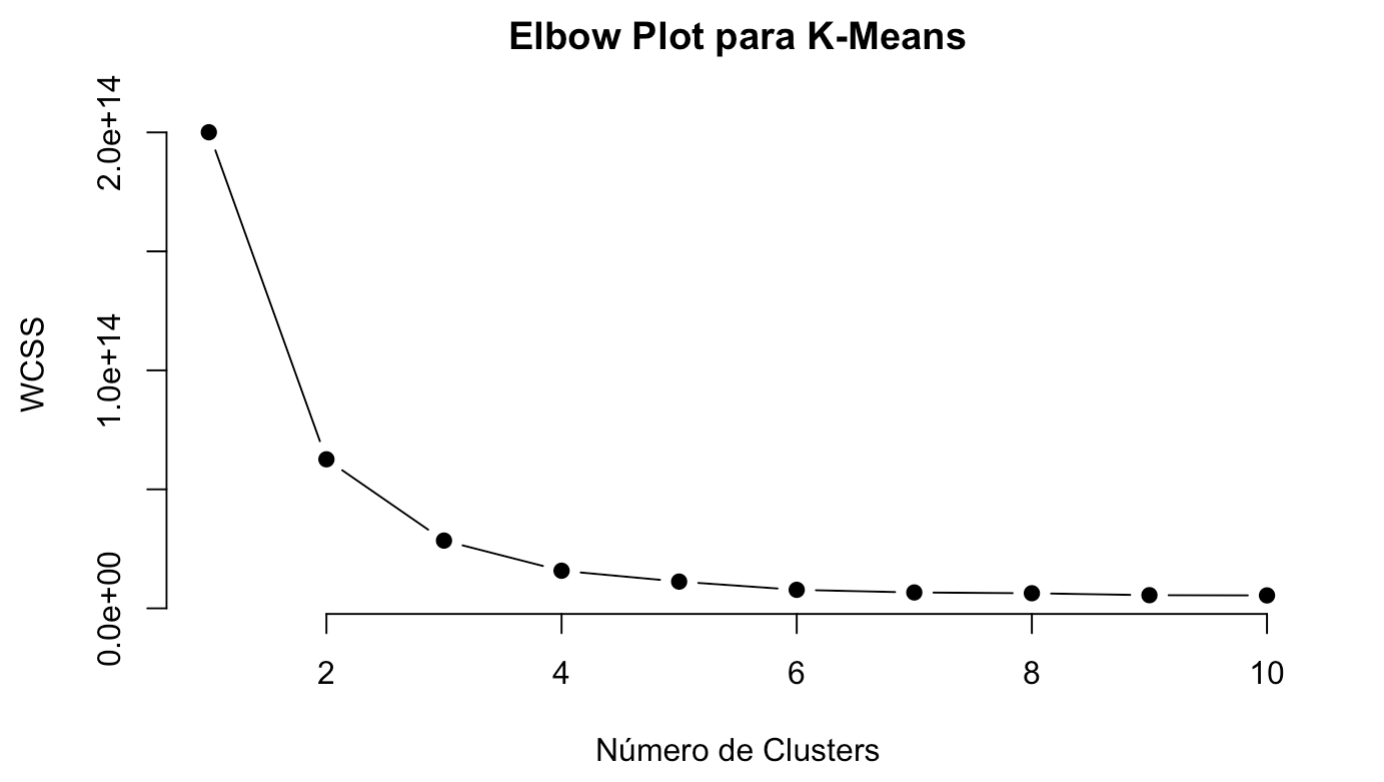 Elbow Plot para K-Means
WCSS
2.0e+14
1.0e+14
0.0e+00
2 4 6 8 10
Número de Clusters